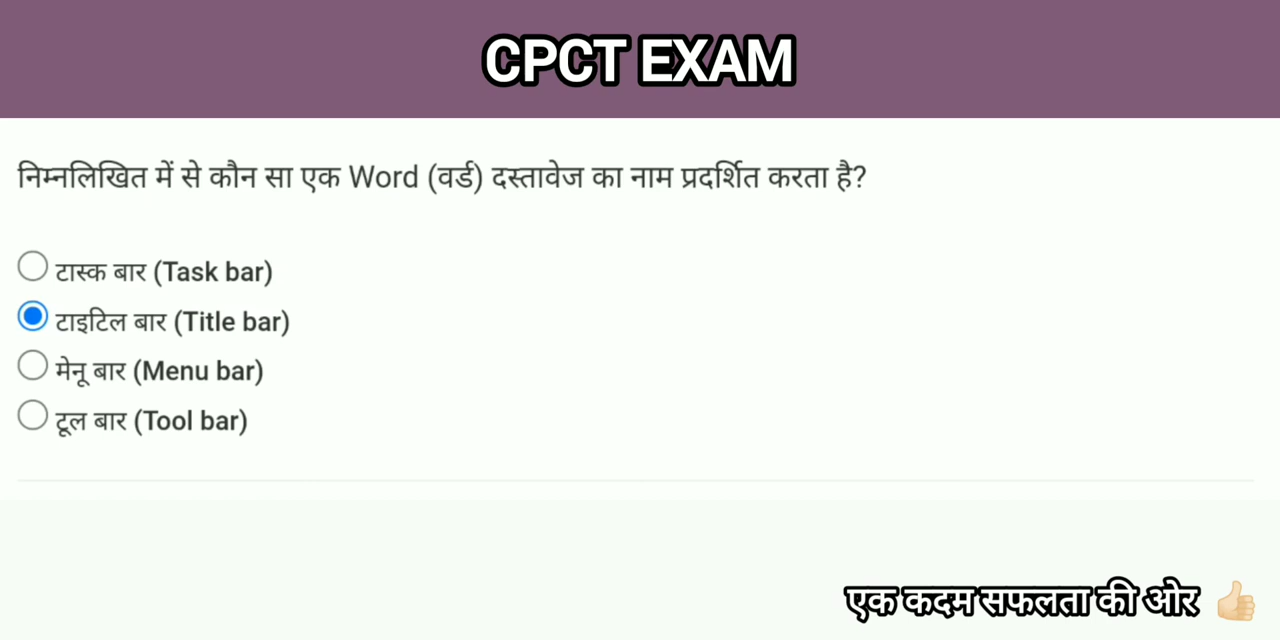 CPCT EXAM
निम्नलिखित में से कौन सा एक Word (वर्ड) दस्तावेज का नाम प्रदर्शित करता है?
टास्क बार (Task bar)
टाइटिल बार (Title bar)
मेनू बार (Menu bar)
टूल बार (Tool bar)
एक कदम सफलता की ओर 👍🏻